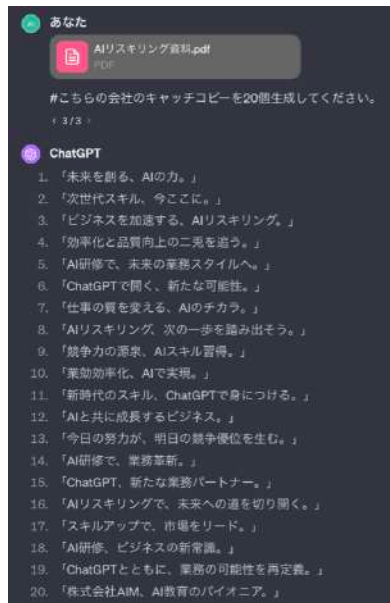 あなた
AIリスキリング資料.pdf
PDF
#こちらの会社のキャッチコピーを20個生成してください。
< 3/3 >
ChatGPT
1. 「未来を創る、AIの力。」
2. 「次世代スキル、今ここに。」
3. 「ビジネスを加速する、AIリスキリング。」
4. 「効率化と品質向上の二兎を追う。」
5. 「AI研修で、未来の業務スタイルへ。」
6. 「ChatGPTで開く、新たな可能性。」
7. 「仕事の質を変える、AIのチカラ。」
8. 「AIリスキリング、次の一歩を踏み出そう。」
9. 「競争力の源泉、AIスキル習得。」
10. 「業効効率化、AIで実現。」
11. 「新時代のスキル、ChatGPTで身につける。」
12. 「AIと共に成長するビジネス。」
13. 「今日の努力が、明日の競争優位を生む。」
14. 「AI研修で、業務革新。」
15. 「ChatGPT、新たな業務パートナー。」
16. 「AIリスキリングで、未来への道を切り開く。」
17. 「スキルアップで、市場をリード。」
18. 「AI研修、ビジネスの新常識。」
19. 「ChatGPTとともに、業務の可能性を再定義。」
20. 「株式会社AIM、AI教育のパイオニア。」